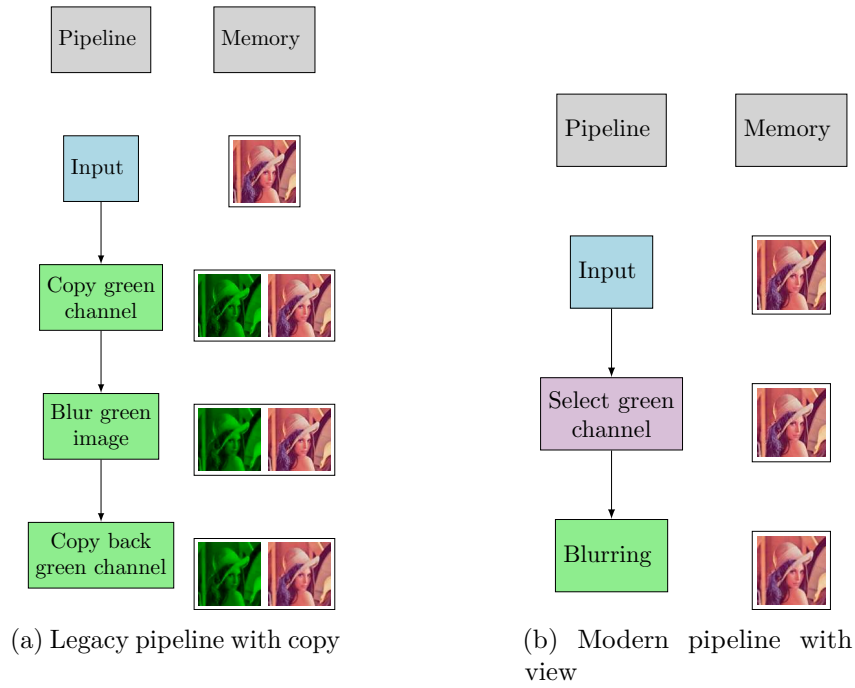 Pipeline
Memory
Input
Copy green
channel
Blur green
image
Copy back
green channel
(a) Legacy pipeline with copy
Pipeline
Memory
Input
Select green
channel
Blurring
(b) Modern pipeline with
view